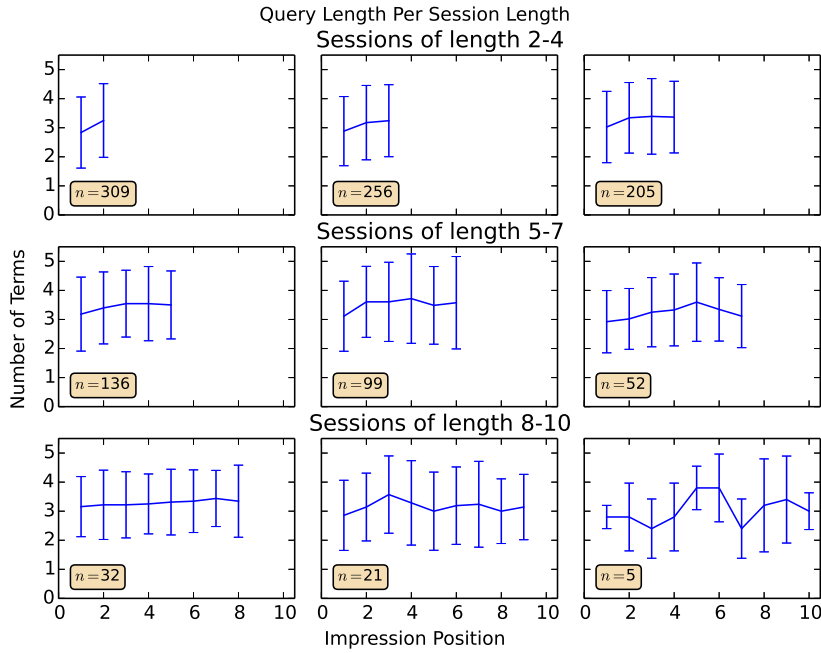 Query Length Per Session Length
Sessions of length 2-4
5
4
3
2
1
0
n=309
n=256
n=205
Sessions of length 5-7
Number of Terms
5
4
3
2
1
0
n=136
n=99
n=52
Sessions of length 8-10
5
4
3
2
1
0
n=32
n=21
n=5
0 2 4 6 8 10 0 2 4 6 8 10 0 2 4 6 8 10
Impression Position